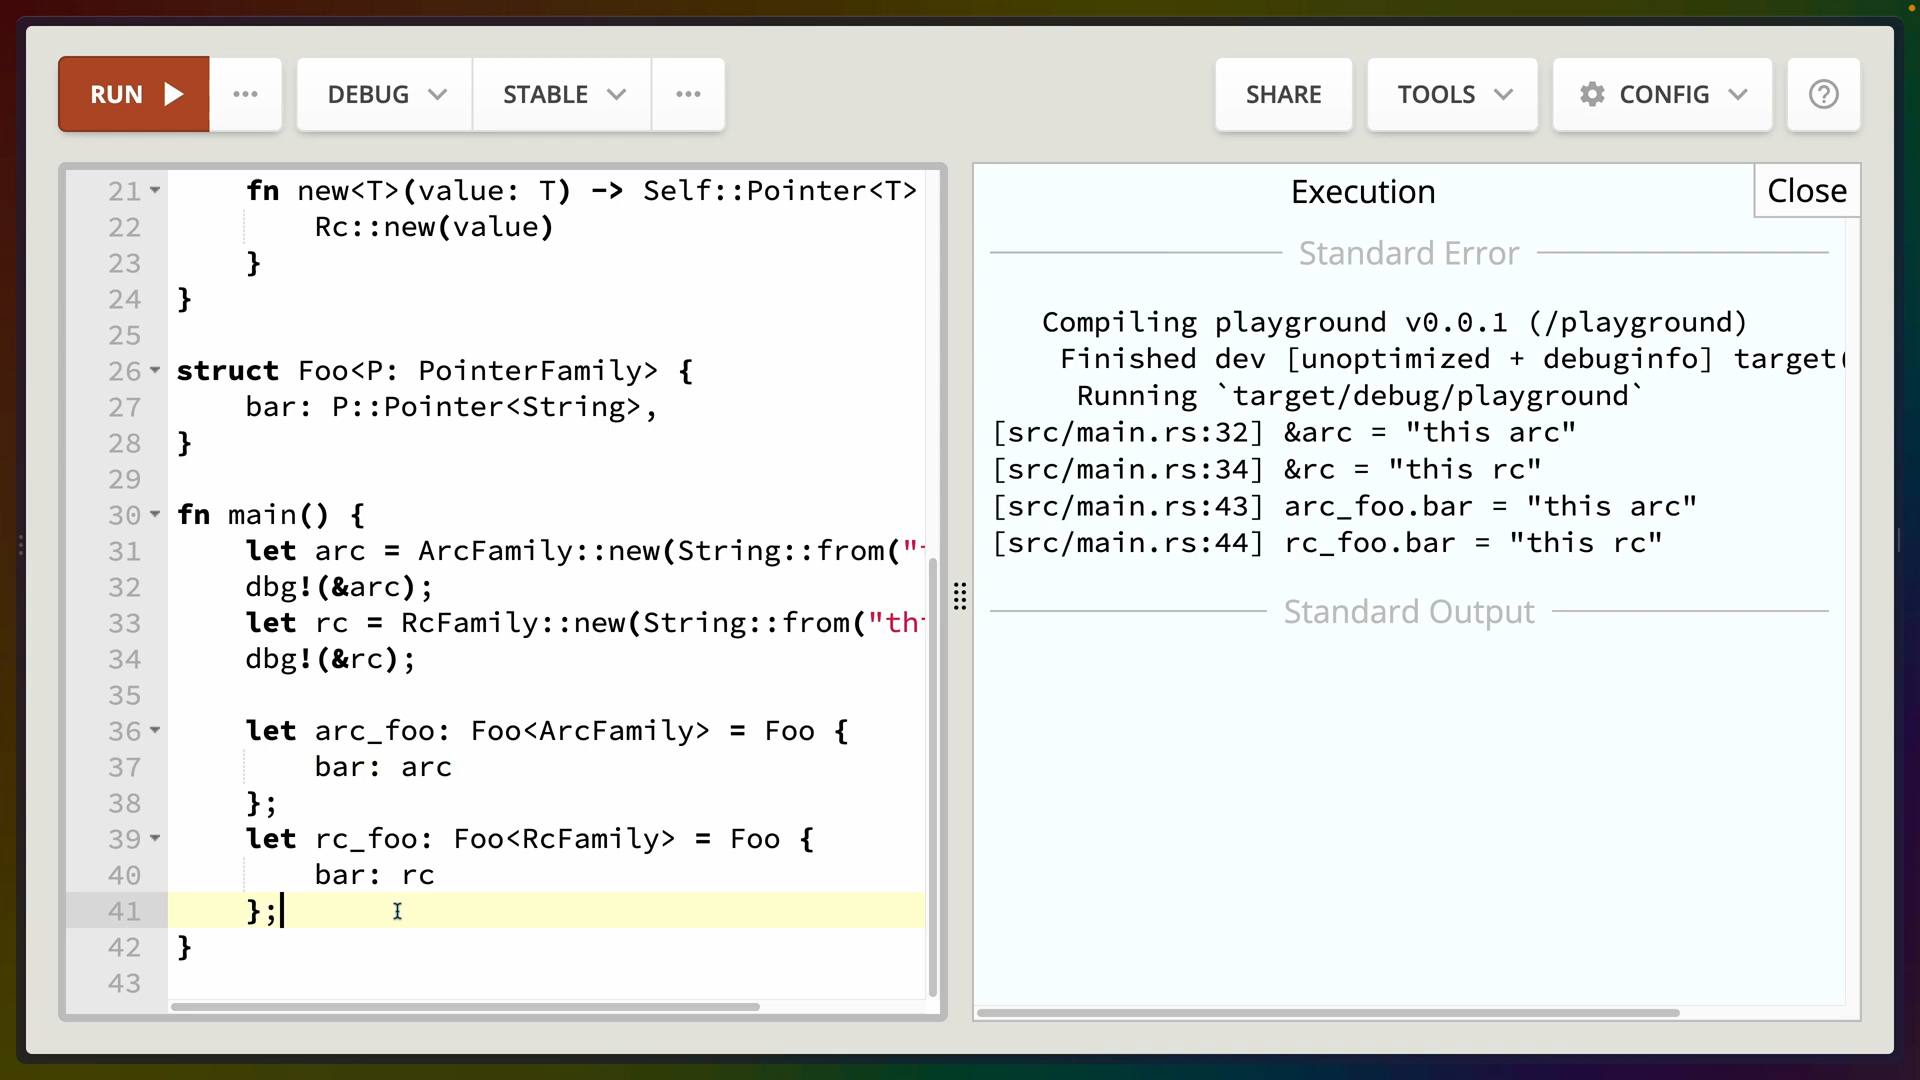 RUN
DEBUG
STABLE
SHARE
TOOLS
CONFIG
21 fn new<T>(value: T) -> Self::Pointer<T>
22 Rc::new(value)
23 }
24 }
25
26 struct Foo<P: PointerFamily> {
27 bar: P::Pointer<String>,
28 }
29
30 fn main() {
31 let arc = ArcFamily::new(String::from("
32 dbg!(&arc);
33 let rc = RcFamily::new(String::from("th
34 dbg!(&rc);
35
36 let arc_foo: Foo<ArcFamily> = Foo {
37 bar: arc
38 };
39 let rc_foo: Foo<RcFamily> = Foo {
40 bar: rc
41 };
42 }
43
Execution
Close
Standard Error
Compiling playground v0.0.1 (/playground)
Finished dev [unoptimized + debuginfo] target(
Running `target/debug/playground`
[src/main.rs:32] &arc = "this arc"
[src/main.rs:34] &rc = "this rc"
[src/main.rs:43] arc_foo.bar = "this arc"
[src/main.rs:44] rc_foo.bar = "this rc"
Standard Output